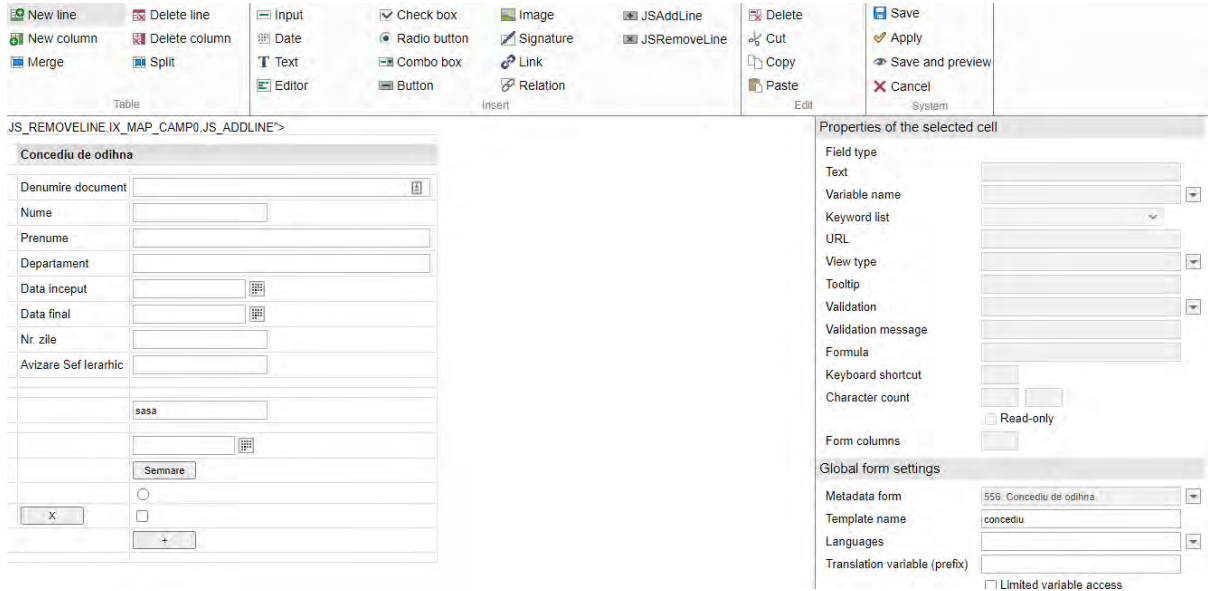 New line
Delete line
Input
Check box
Image
JSAddLine
Delete
Save
New column
Delete column
Date
Radio button
Signature
JSRemoveLine
Cut
Apply
Merge
Split
Text
Combo box
Link
Copy
Save and preview
Editor
Button
Relation
Paste
Cancel
Table
Insert
Edit
System
JS_REMOVELINE,IX_MAP_CAMP0,JS_ADDLINE">
Concediu de odihna
Denumire document
Nume
Prenume
Departament
Data inceput
Data final
Nr. zile
Avizare Sef Ierarhic
sasa
Semnare
X
+
Properties of the selected cell
Field type
Text
Variable name
Keyword list
URL
View type
Tooltip
Validation
Validation message
Formula
Keyboard shortcut
Character count
Read-only
Form columns
Global form settings
Metadata form 556: Concediu de odihna
Template name concediu
Languages
Translation variable (prefix)
Limited variable access